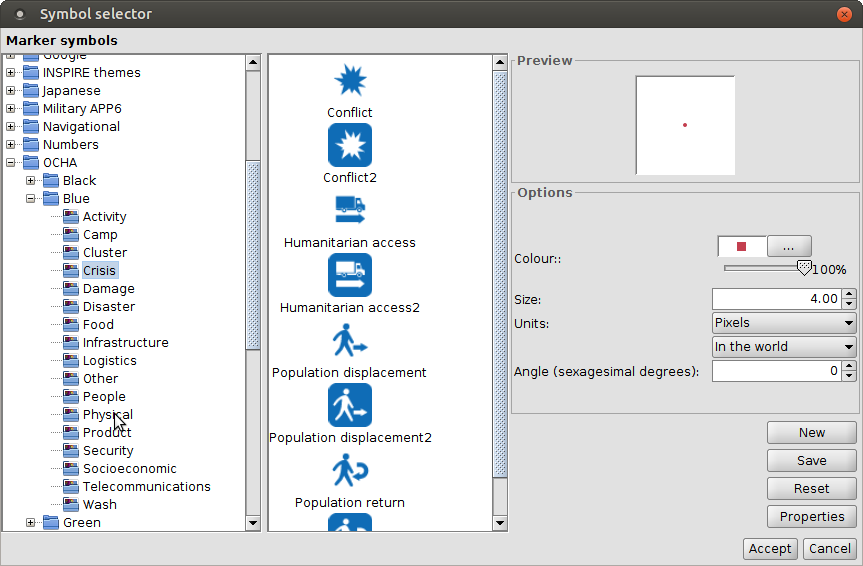 Symbol selector
Marker symbols
Google
INSPIRE themes
Japanese
Military APP6
Navigational
Numbers
OCHA
Black
Blue
Activity
Camp
Cluster
Crisis
Damage
Disaster
Food
Infrastructure
Logistics
Other
People
Physical
Product
Security
Socioeconomic
Telecommunications
Wash
Green
Conflict
Conflict2
Humanitarian access
Humanitarian access2
Population displacement
Population displacement2
Population return
Preview
Options
Colour::
...
100%
Size:
4.00
Units:
Pixels
In the world
Angle (sexagesimal degrees):
0
New
Save
Reset
Properties
Accept
Cancel